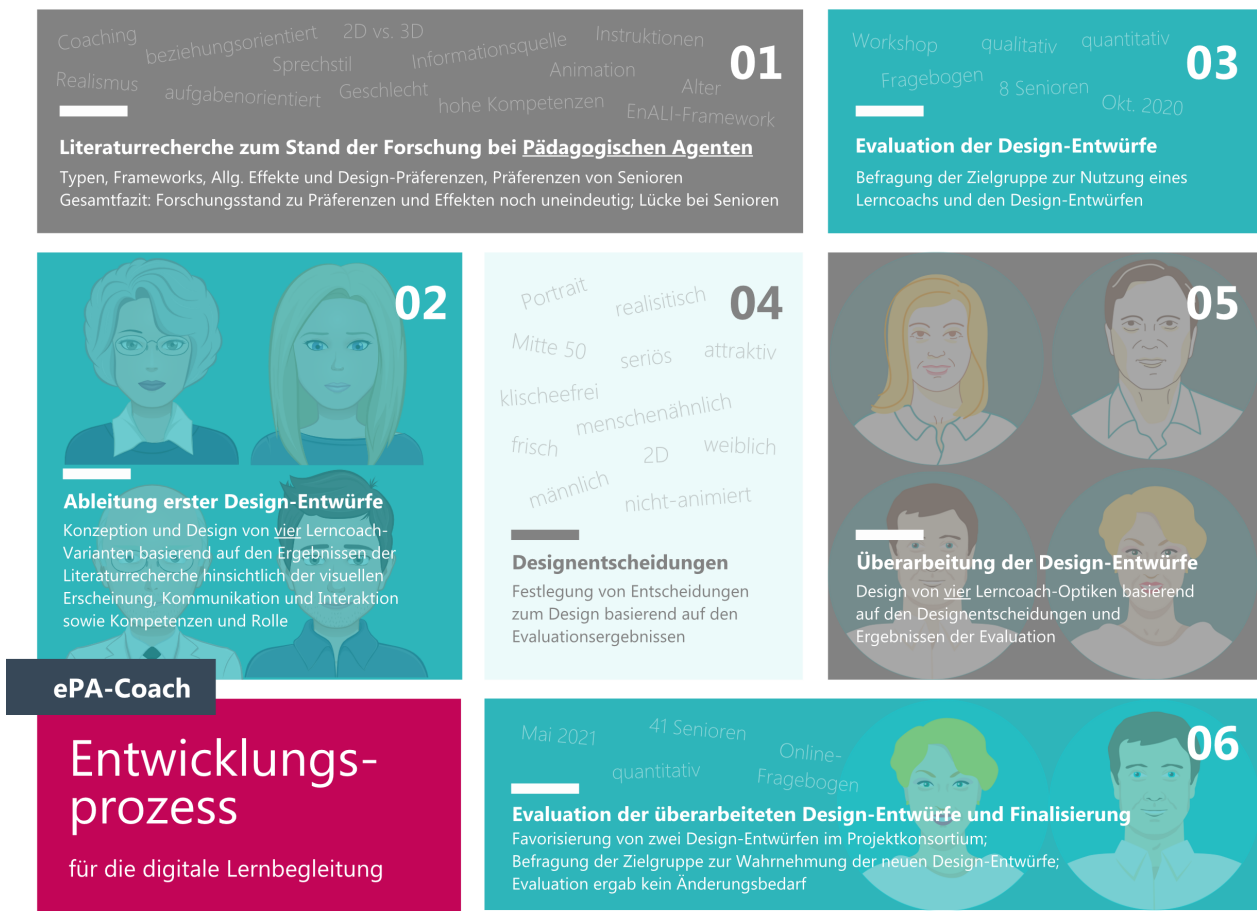 Coaching
beziehungsorientiert
2D vs. 3D
Informationsquelle
Instruktionen
Realismus
aufgabenorientiert
Sprechstil
Geschlecht
hohe Kompetenzen
Animation
Alter
EnALI-Framework
01
Literaturrecherche zum Stand der Forschung bei Pädagogischen Agenten
Typen, Frameworks, Allg. Effekte und Design-Präferenzen, Präferenzen von Senioren
Gesamtfazit: Forschungsstand zu Präferenzen und Effekten noch uneindeutig; Lücke bei Senioren
02
Ableitung erster Design-Entwürfe
Konzeption und Design von vier Lerncoach-
Varianten basierend auf den Ergebnissen der
Literaturrecherche hinsichtlich der visuellen
Erscheinung, Kommunikation und Interaktion
sowie Kompetenzen und Rolle
Workshop
qualitativ
quantitativ
Fragebogen
8 Senioren
Okt. 2020
03
Evaluation der Design-Entwürfe
Befragung der Zielgruppe zur Nutzung eines
Lerncoachs und den Design-Entwürfen
Portrait
realisitisch
04
Mitte 50
seriös
attraktiv
klischeefrei
menschenähnlich
frisch
2D
weiblich
männlich
nicht-animiert
Designentscheidungen
Festlegung von Entscheidungen
zum Design basierend auf den
Evaluationsergebnissen
05
Überarbeitung der Design-Entwürfe
Design von vier Lerncoach-Optiken basierend
auf den Designentscheidungen und
Ergebnissen der Evaluation
ePA-Coach
Entwicklungs-
prozess
für die digitale Lernbegleitung
Mai 2021
41 Senioren
quantitativ
Online-
Fragebogen
06
Evaluation der überarbeiteten Design-Entwürfe und Finalisierung
Favorisierung von zwei Design-Entwürfen im Projektkonsortium;
Befragung der Zielgruppe zur Wahrnehmung der neuen Design-Entwürfe;
Evaluation ergab kein Änderungsbedarf